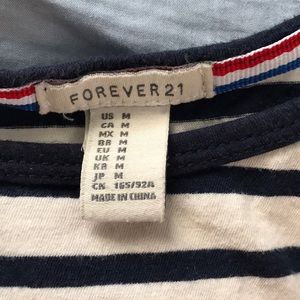 FOREVER 21
US M
CA M
MX M
BR M
EU M
UK M
KR M
JP M
CN 165/92A
MADE IN CHINA